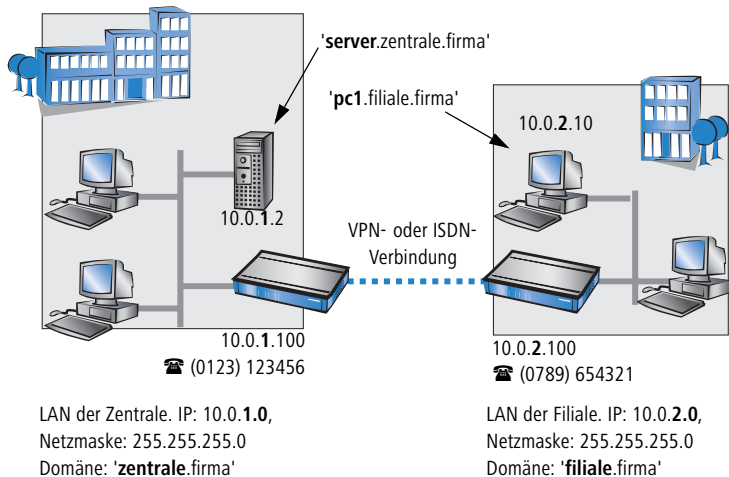 'server.zentrale.firma'
'pc1.filiale.firma'
10.0.2.10
10.0.1.2
VPN- oder ISDN-
Verbindung
10.0.1.100
☎ (0123) 123456
10.0.2.100
☎ (0789) 654321
LAN der Zentrale. IP: 10.0.1.0,
Netzmaske: 255.255.255.0
Domäne: 'zentrale.firma'
LAN der Filiale. IP: 10.0.2.0,
Netzmaske: 255.255.255.0
Domäne: 'filiale.firma'